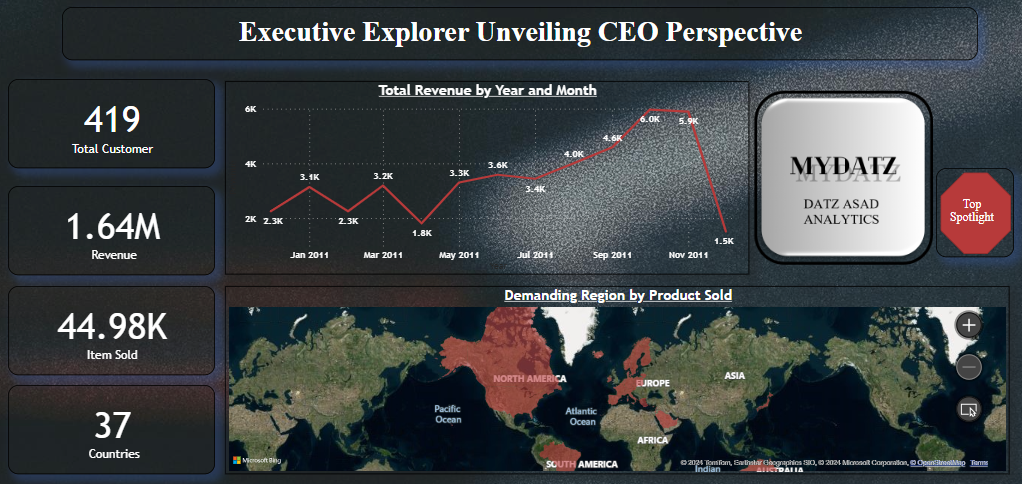 Executive Explorer Unveiling CEO Perspective
419
Total Customer
1.64M
Revenue
44.98K
Item Sold
37
Countries
Total Revenue by Year and Month
6K
4K
2K
2.3K
3.1K
2.3K
3.2K
1.8K
3.3K
3.6K
3.4K
4.0K
4.6K
6.0K
5.9K
1.5K
Jan 2011
Mar 2011
May 2011
Jul 2011
Sep 2011
Nov 2011
MYDATZ
DATZ ASAD
ANALYTICS
Top
Spotlight
Demanding Region by Product Sold
NORTH AMERICA
EUROPE
ASIA
Pacific
Ocean
Atlantic
Ocean
AFRICA
SOUTH AMERICA
Indian
AUSTRALIA
Microsoft Bing
© 2024 TomTom, Earthstar Geographics SIO, © 2024 Microsoft Corporation, © OpenStreetMap Terms